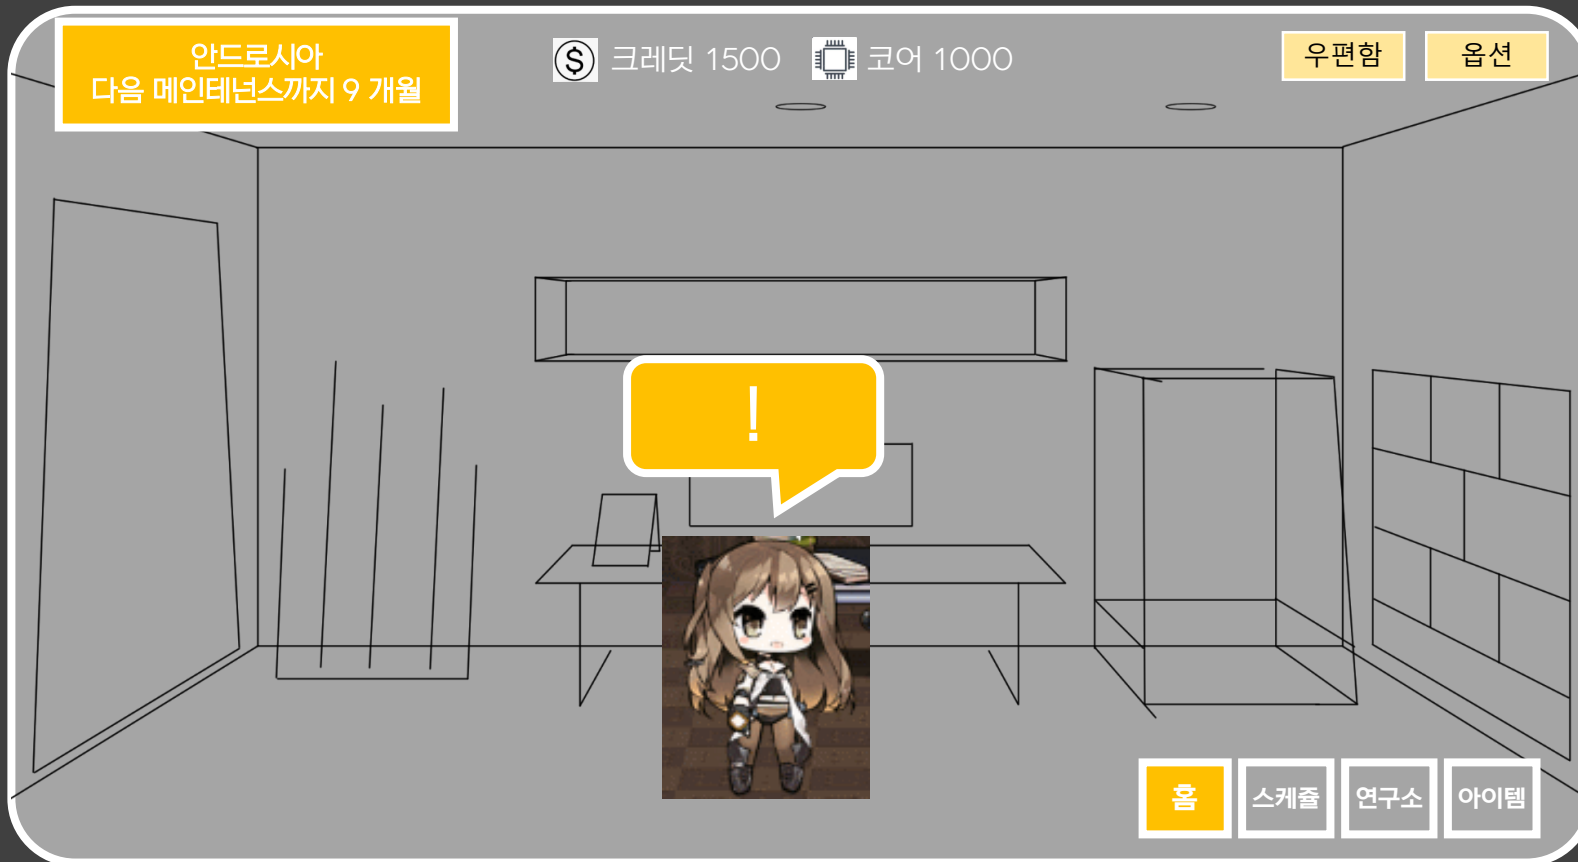 안드로시아
다음 메인테넌스까지 9 개월
$ 크레딧 1500
코어 1000
우편함
옵션
!
홈
스케쥴
연구소
아이템